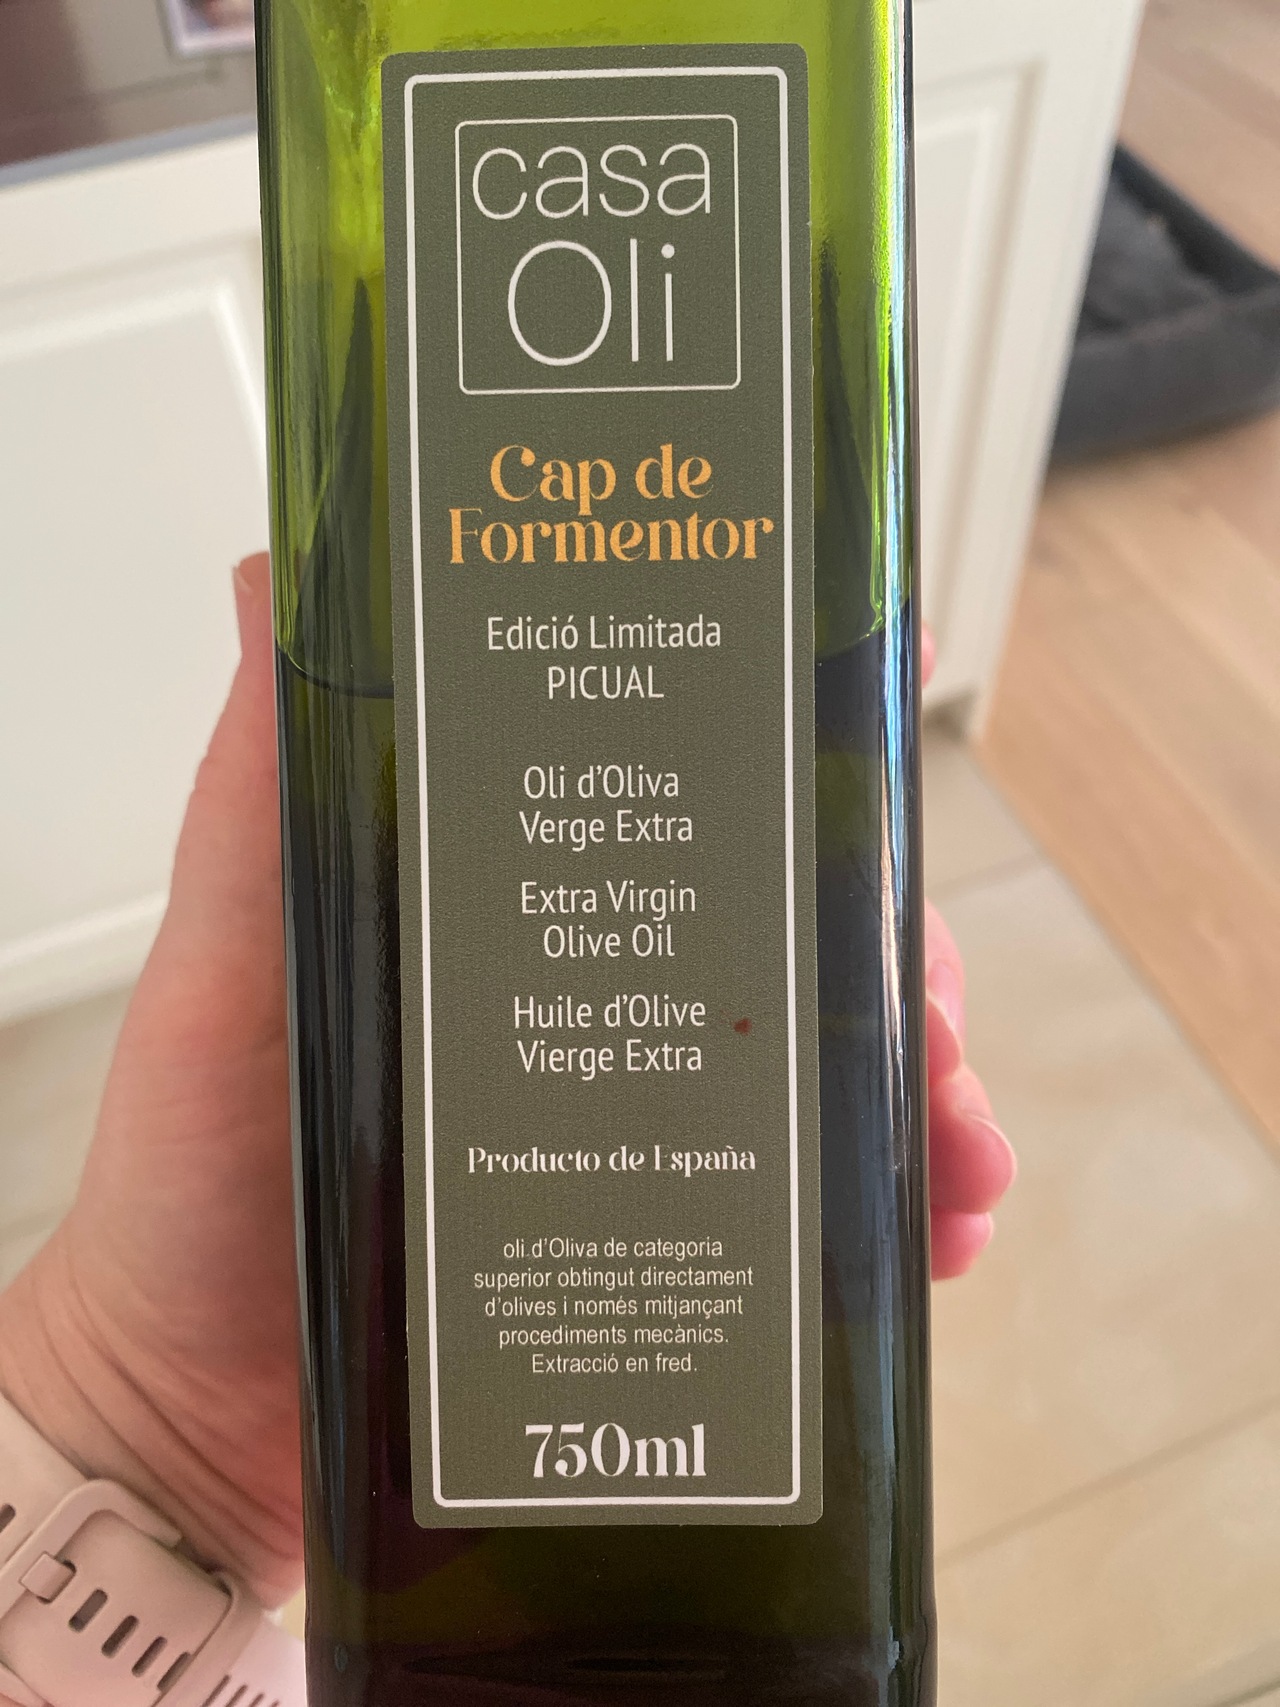 casa
Oli
Cap de
Formentor
Edició Limitada
PICUAL
Oli d'Oliva
Verge Extra
Extra Virgin
Olive Oil
Huile d'Olive
Vierge Extra
Producto de España
oli d'Oliva de categoria
superior obtingut directament
d'olives i només mitjançant
procediments mecànics.
Extracció en fred.
750ml